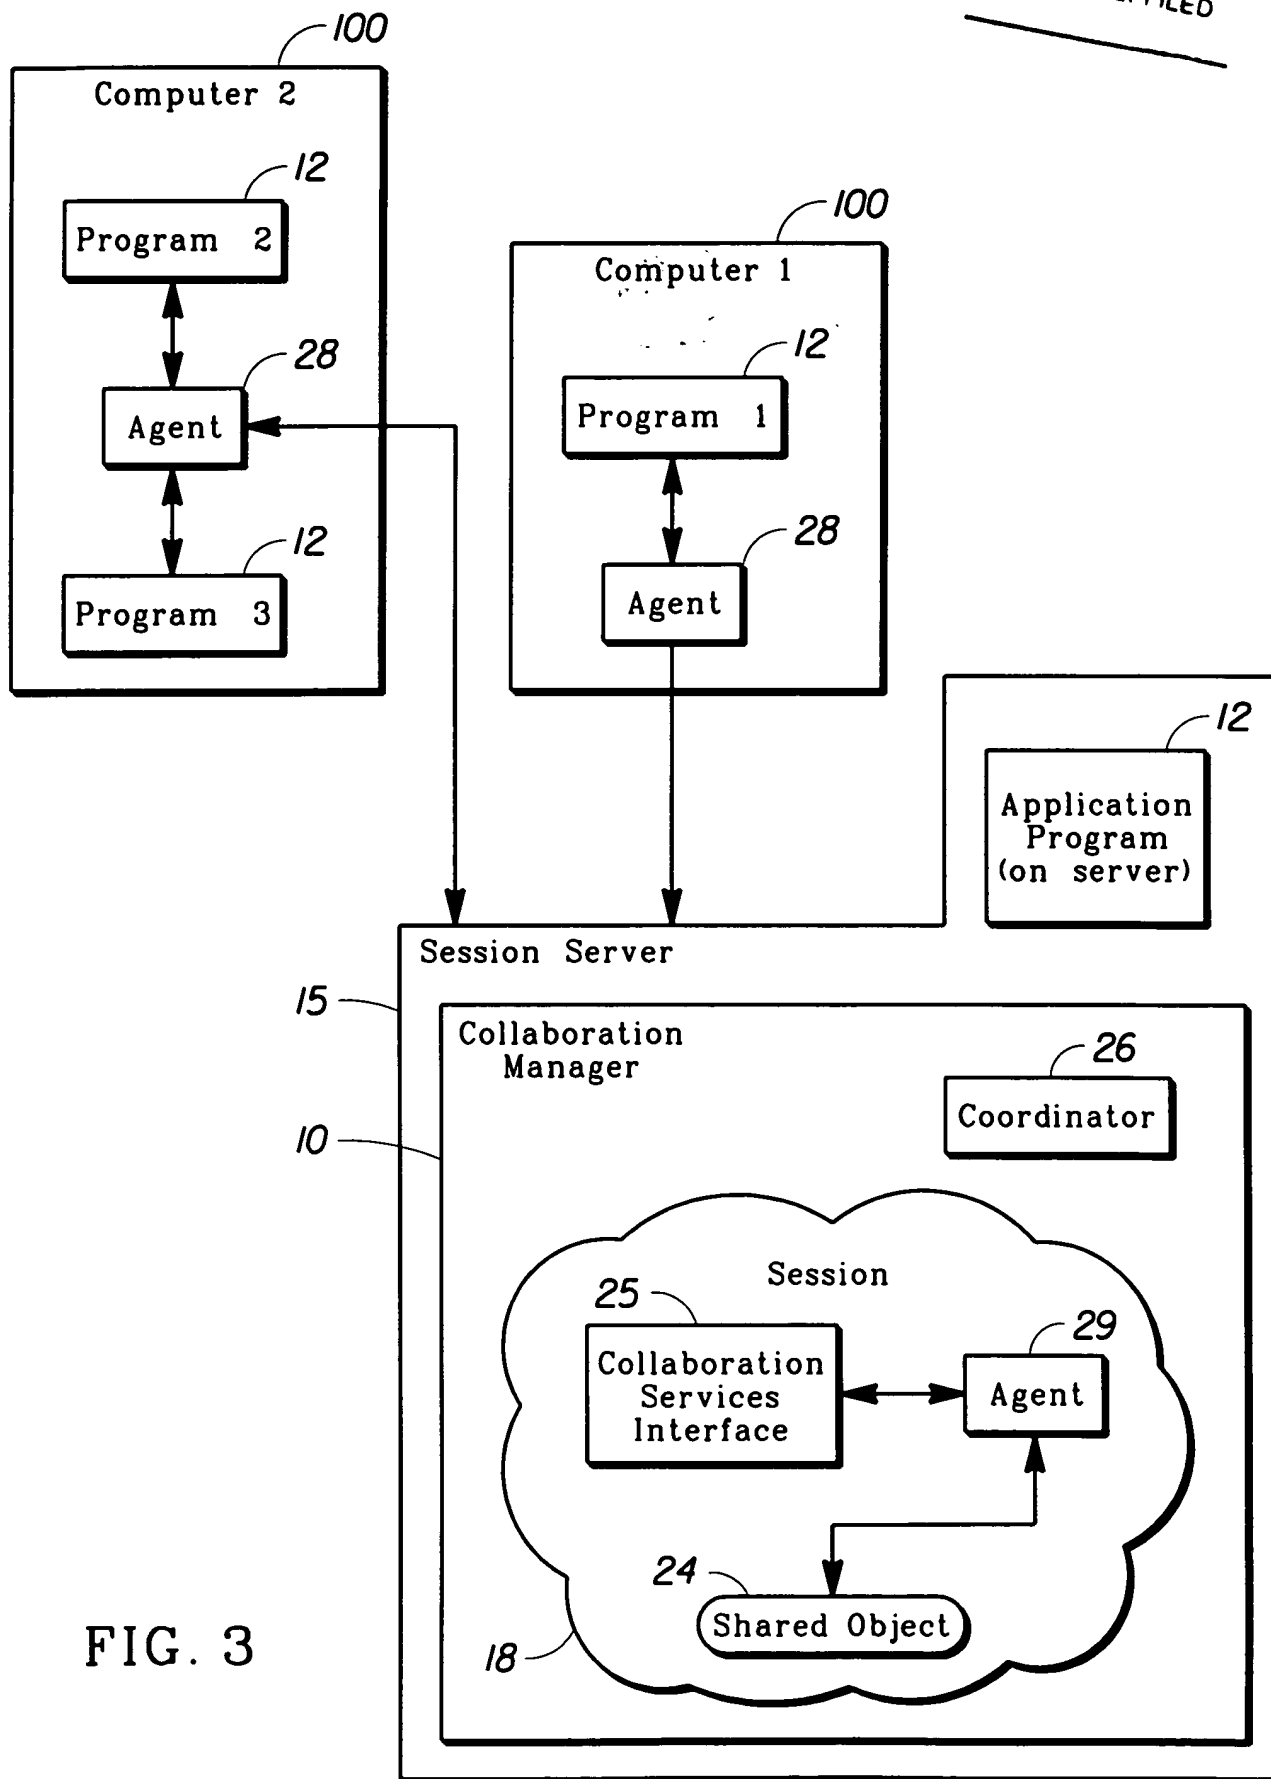 100
Computer 2
12
Program 2
28
Agent
12
Program 3
100
Computer 1
12
Program 1
28
Agent
12
Application
Program
(on server)
Session Server
15
Collaboration
Manager
26
Coordinator
10
Session
25
Collaboration
Services
Interface
29
Agent
24
Shared Object
18
FIG. 3